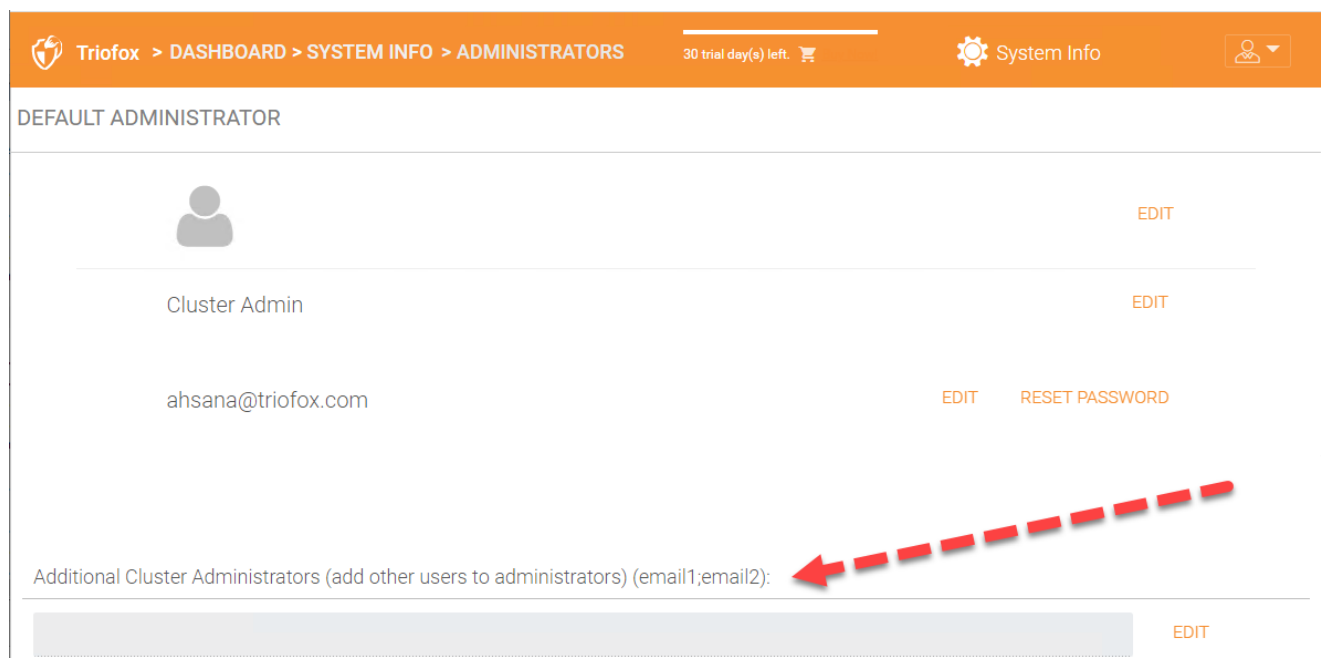 Triofox > DASHBOARD > SYSTEM INFO > ADMINISTRATORS
30 trial day(s) left.
System Info
DEFAULT ADMINISTRATOR
EDIT
Cluster Admin
EDIT
ahsana@triofox.com
EDIT
RESET PASSWORD
Additional Cluster Administrators (add other users to administrators) (email1;email2):
EDIT